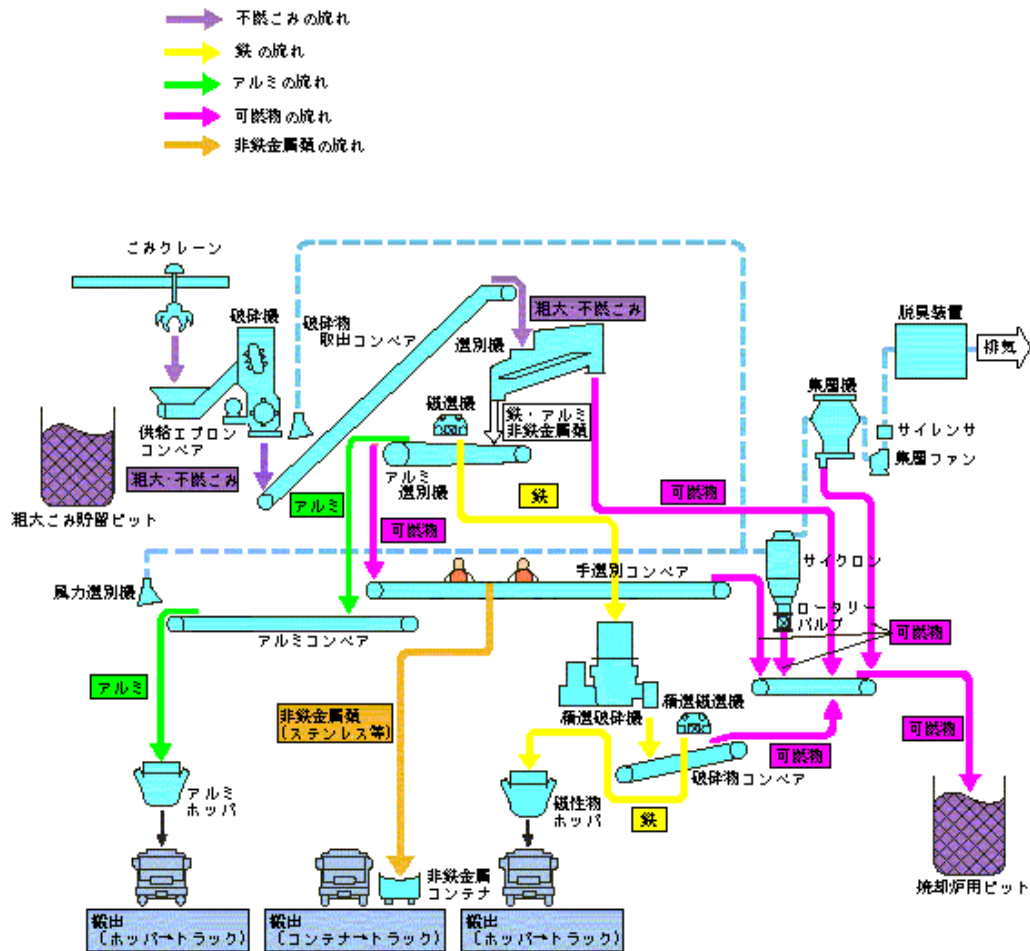 不燃ごみの流れ
鉄の流れ
アルミの流れ
可燃物の流れ
非鉄金属類の流れ
ごみクレーン
破砕機
破砕物
取出コンベア
粗大・不燃ごみ
選別機
脱臭装置
排気
集塵機
磁選機
鉄・アルミ
非鉄金属類
サイレンサ
集塵ファン
供給エプロン
コンベア
粗大・不燃ごみ
アルミ
選別機
鉄
可燃物
アルミ
可燃物
粗大ごみ貯留ピット
手選別コンベア
サイクロン
風力選別機
ロータリー
バルブ
可燃物
アルミコンベア
アルミ
非鉄金属類
(ステンレス等)
精選破砕機
精選磁選機
可燃物
可燃物
破砕物コンベア
アルミ
ホッパ
磁性物
ホッパ
鉄
非鉄金属
コンテナ
焼却炉用ピット
搬出
(ホッパ→トラック)
搬出
(コンテナ→トラック)
搬出
(ホッパ→トラック)